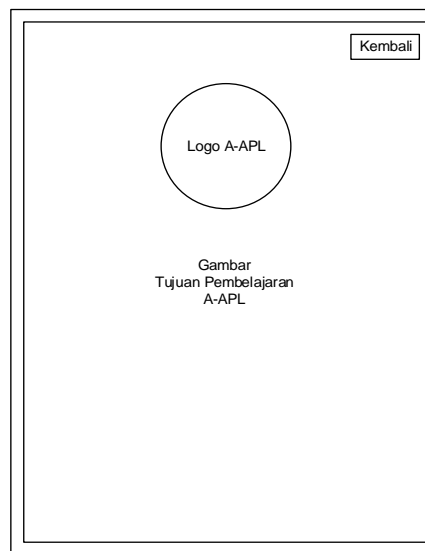 Kembali
Logo A-APL
Gambar
Tujuan Pembelajaran
A-APL